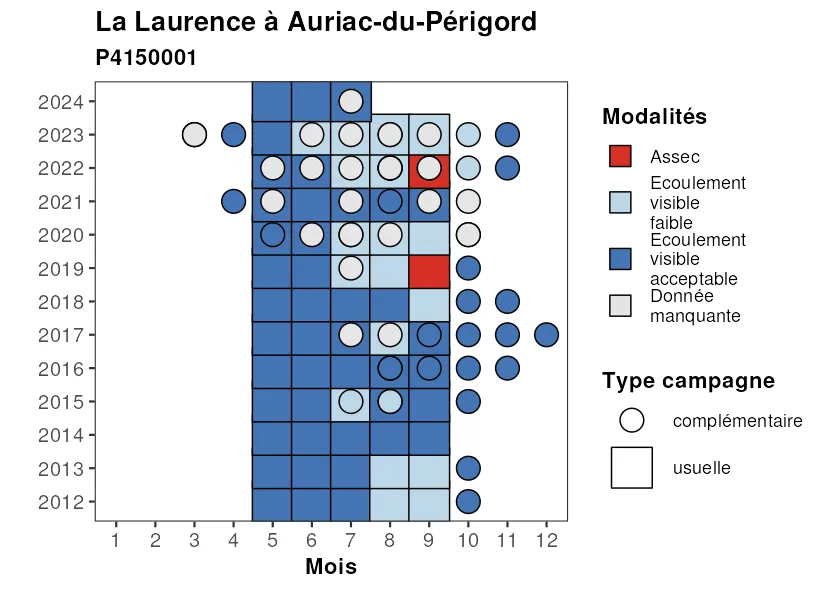 La Laurence à Auriac-du-Périgord
P4150001
2024
2023
2022
2021
2020
2019
2018
2017
2016
2015
2014
2013
2012
1 2 3 4 5 6 7 8 9 10 11 12
Mois
Modalités
Assec
Ecoulement
visible
faible
Ecoulement
visible
acceptable
Donnée
manquante
Type campagne
complémentaire
usuelle